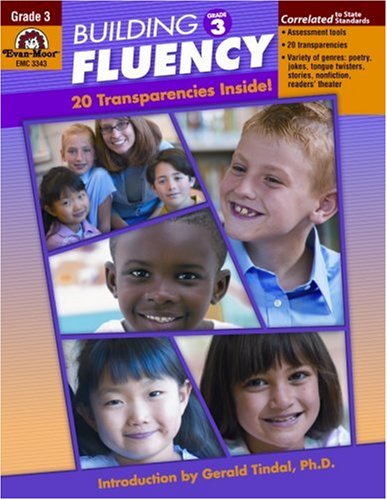 Grade 3
Evan-Moor®
EMC 3343
BUILDING
GRADE 3
FLUENCY
20 Transparencies Inside!
Correlated to State Standards
• Assessment tools
• 20 transparencies
• Variety of genres: poetry,
jokes, tongue twisters,
stories, nonfiction,
readers' theater
Introduction by Gerald Tindal, Ph.D.